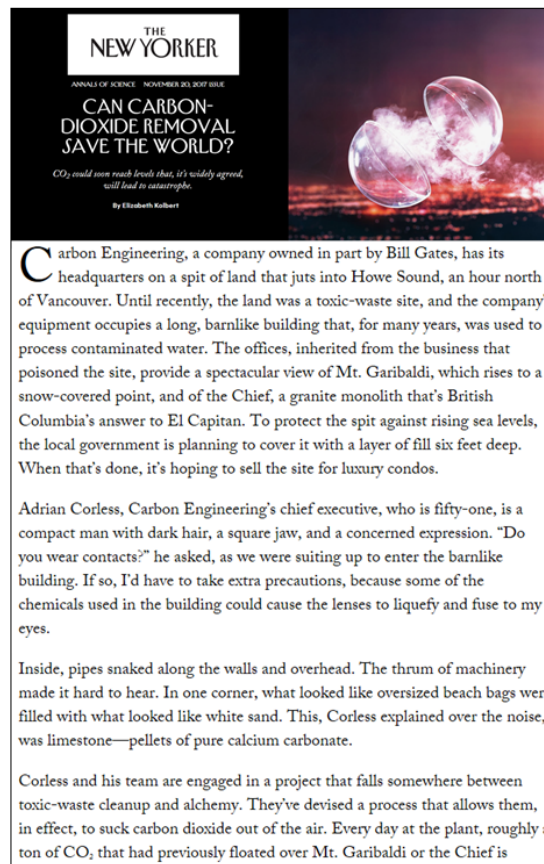 THE
NEW YORKER
ANNALS OF SCIENCE NOVEMBER 20, 2017 ISSUE
CAN CARBON-
DIOXIDE REMOVAL
SAVE THE WORLD?
CO₂ could soon reach levels that, it's widely agreed,
will lead to catastrophe.
By Elizabeth Kolbert
Carbon Engineering, a company owned in part by Bill Gates, has its
headquarters on a spit of land that juts into Howe Sound, an hour north
of Vancouver. Until recently, the land was a toxic-waste site, and the company'
equipment occupies a long, barnlike building that, for many years, was used to
process contaminated water. The offices, inherited from the business that
poisoned the site, provide a spectacular view of Mt. Garibaldi, which rises to a
snow-covered point, and of the Chief, a granite monolith that's British
Columbia's answer to El Capitan. To protect the spit against rising sea levels,
the local government is planning to cover it with a layer of fill six feet deep.
When that's done, it's hoping to sell the site for luxury condos.
Adrian Corless, Carbon Engineering's chief executive, who is fifty-one, is a
compact man with dark hair, a square jaw, and a concerned expression. "Do
you wear contacts?" he asked, as we were suiting up to enter the barnlike
building. If so, I'd have to take extra precautions, because some of the
chemicals used in the building could cause the lenses to liquefy and fuse to my
eyes.
Inside, pipes snaked along the walls and overhead. The thrum of machinery
made it hard to hear. In one corner, what looked like oversized beach bags wer
filled with what looked like white sand. This, Corless explained over the noise,
was limestone—pellets of pure calcium carbonate.
Corless and his team are engaged in a project that falls somewhere between
toxic-waste cleanup and alchemy. They've devised a process that allows them,
in effect, to suck carbon dioxide out of the air. Every day at the plant, roughly
ton of CO₂ that had previously floated over Mt. Garibaldi or the Chief is